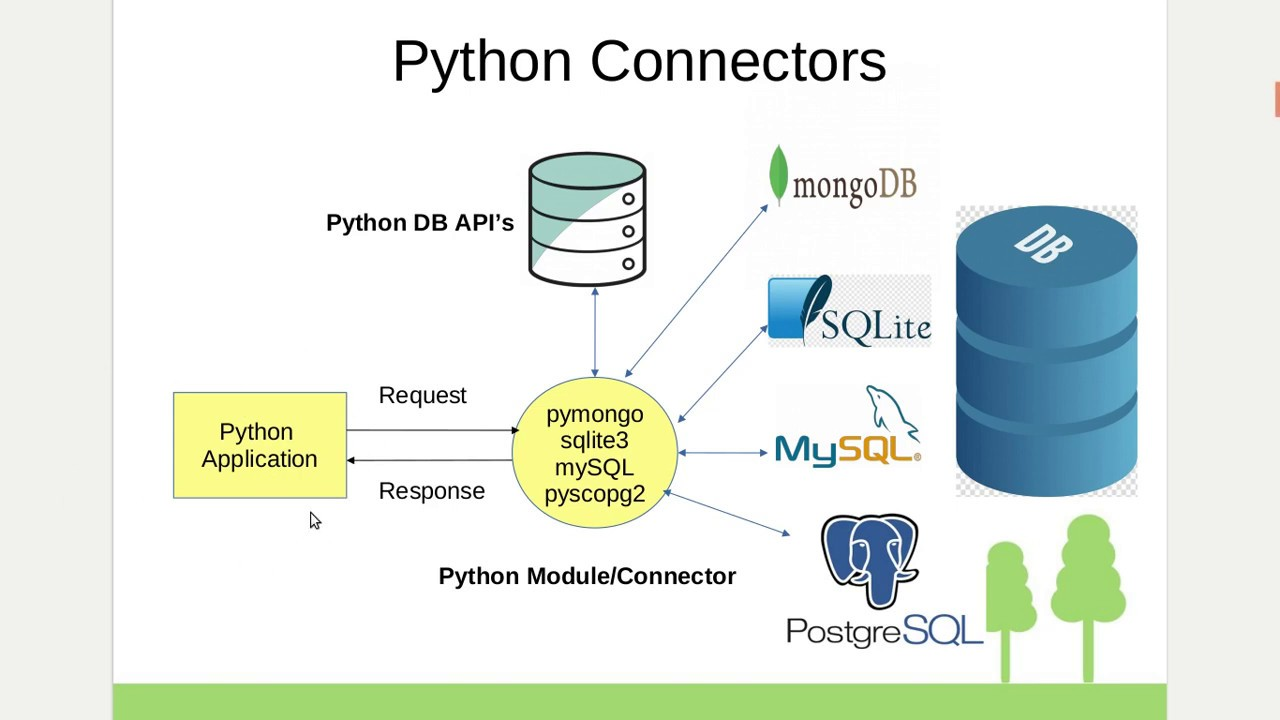 Python Connectors
mongoDB
Python DB API’s
DB
SQLite
Request
Python
Application
pymongo
sqlite3
mySQL
pyscopg2
MySQL®
Response
Python Module/Connector
PostgreSQL